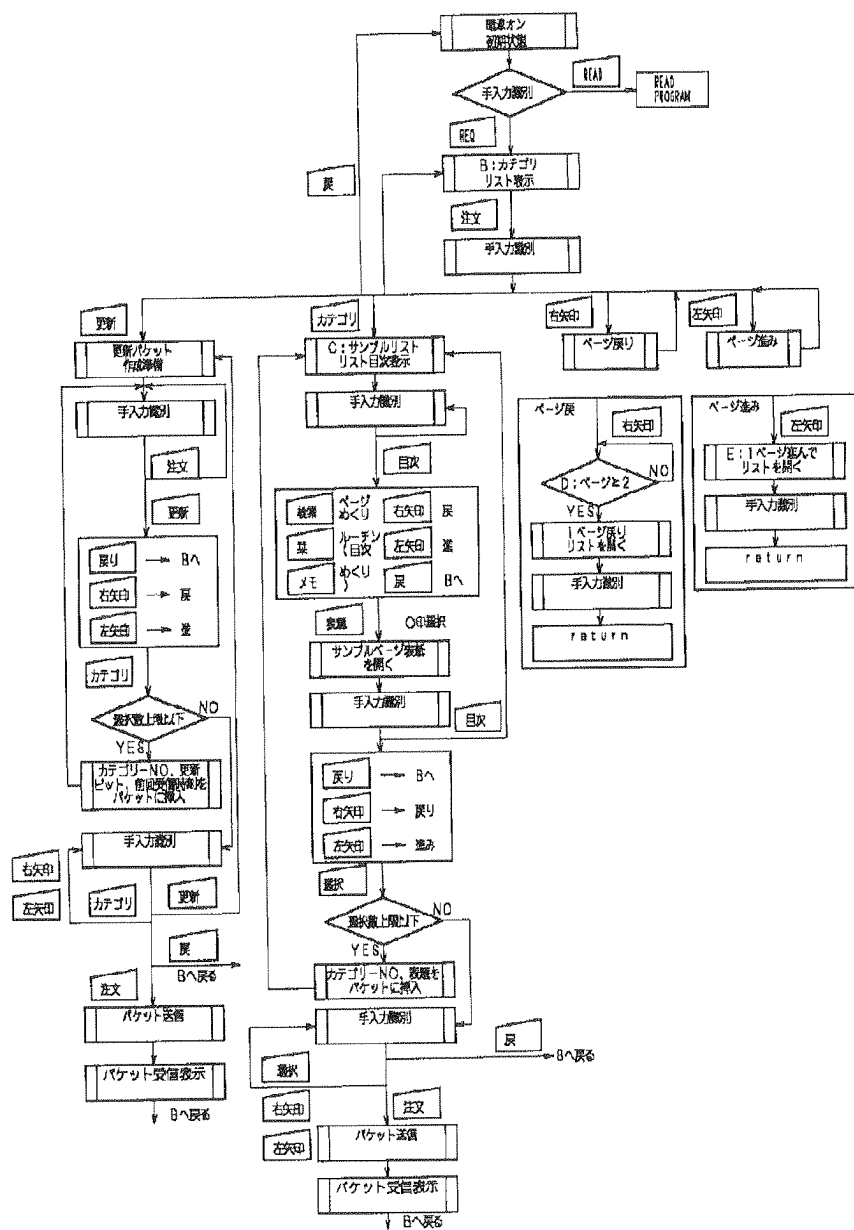 電源オン
初期状態
READ
手入力識別
READ
PROGRAM
REQ
B:カテゴリ
リスト表示
戻
注文
手入力識別
更新
カテゴリ
右矢印
左矢印
更新パケット
作成準備
C:サンプルリスト
リスト目次表示
ページ戻り
ページ進み
手入力識別
手入力識別
注文
目次
更新
ページ戻
右矢印
D:ページ≧2
NO
YES
1ページ戻り
リストを開く
手入力識別
return
ページ進み
左矢印
E:1ページ進んで
リストを開く
手入力識別
return
戻り
Bへ
右矢印
戻
左矢印
進
検索
ページ
めくり
右矢印
戻
栞
ルーチン
(目次
左矢印
進
メモ
めくり
)
戻
Bへ
表題
○印選択
サンプルページ表紙
を開く
手入力識別
目次
カテゴリ
選択数上限以下
NO
YES
カテゴリーNO、更新
ビット、前回受信時刻を
パケットに挿入
手入力識別
右矢印
左矢印
カテゴリ
更新
戻
Bへ戻る
注文
パケット送信
パケット受信表示
Bへ戻る
戻り
Bへ
右矢印
戻り
左矢印
進み
選択
選択数上限以下
NO
YES
カテゴリーNO、表題を
パケットに挿入
手入力識別
戻
Bへ戻る
選択
右矢印
左矢印
注文
パケット送信
パケット受信表示
Bへ戻る